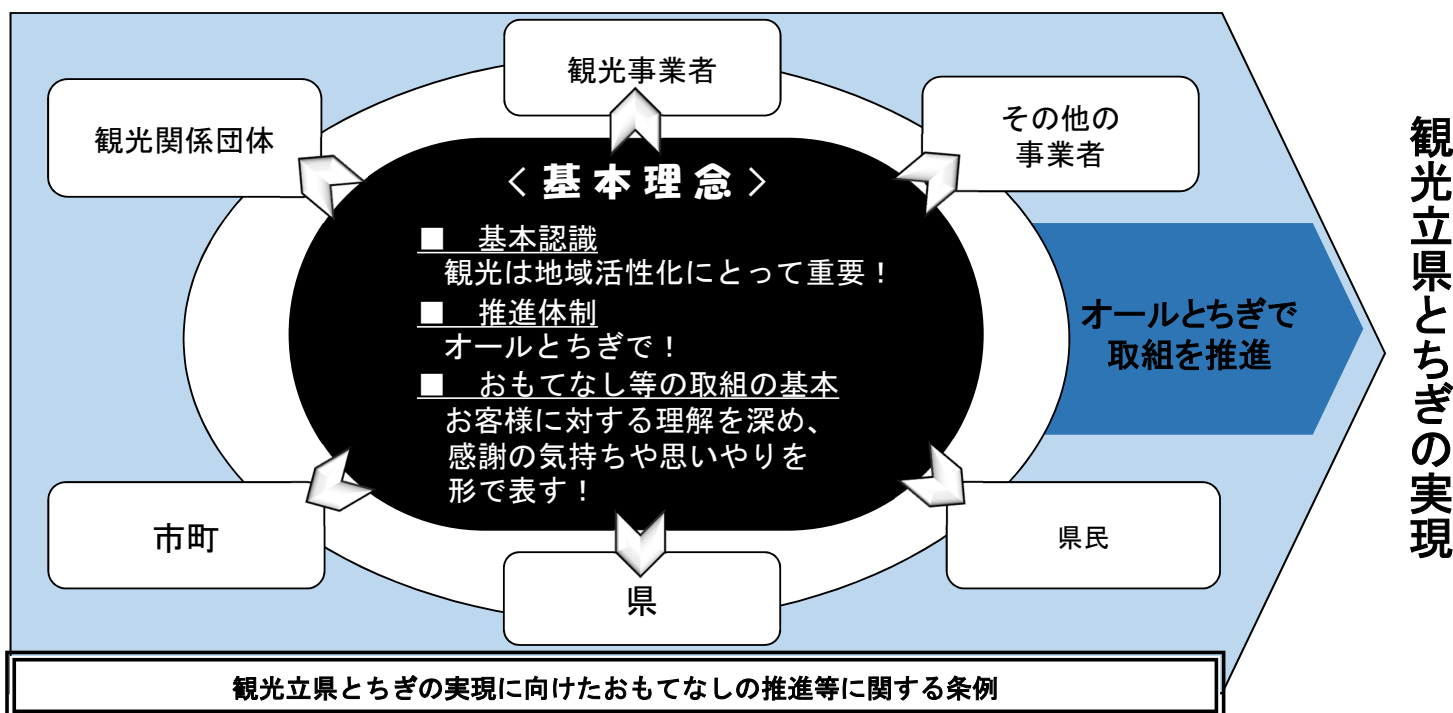 観光事業者
観光関係団体
その他の
事業者
＜基本理念＞
■　基本認識
観光は地域活性化にとって重要！
■　推進体制
オールとちぎで！
■　おもてなし等の取組の基本
お客様に対する理解を深め、
感謝の気持ちや思いやりを
形で表す！
オールとちぎで
取組を推進
市町
県
県民
観光立県とちぎの実現に向けたおもてなしの推進等に関する条例
観光立県とちぎの実現